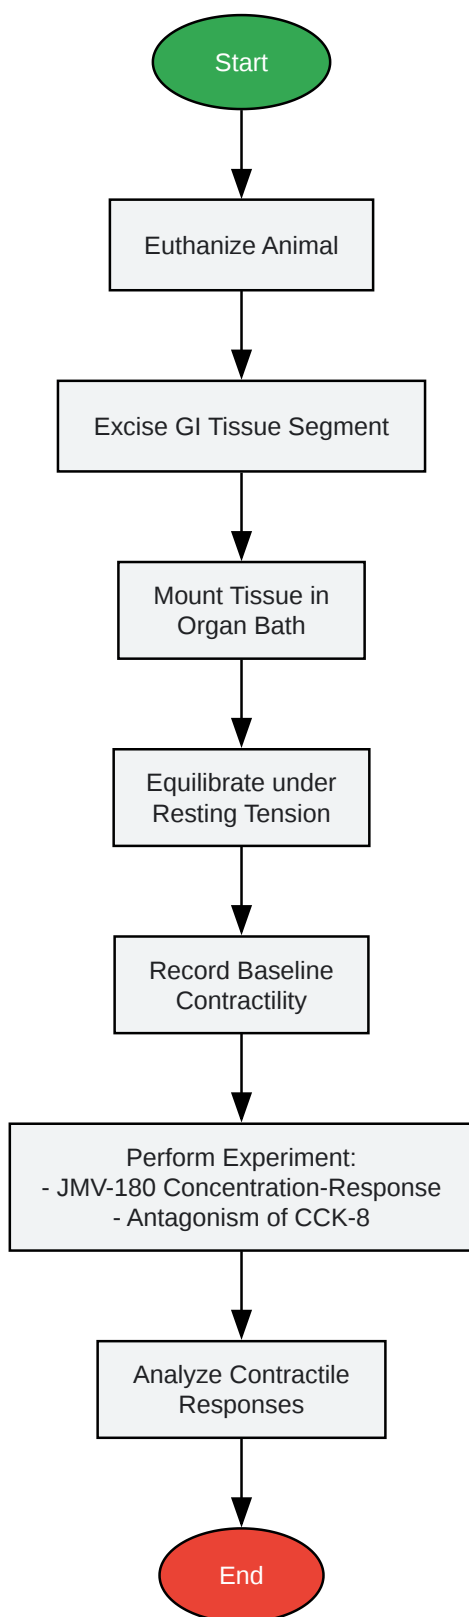 Start
Euthanize Animal
Excise GI Tissue Segment
Mount Tissue in
Organ Bath
Equilibrate under
Resting Tension
Record Baseline
Contractility
Perform Experiment:
- JMV-180 Concentration-Response
- Antagonism of CCK-8
Analyze Contractile
Responses
End